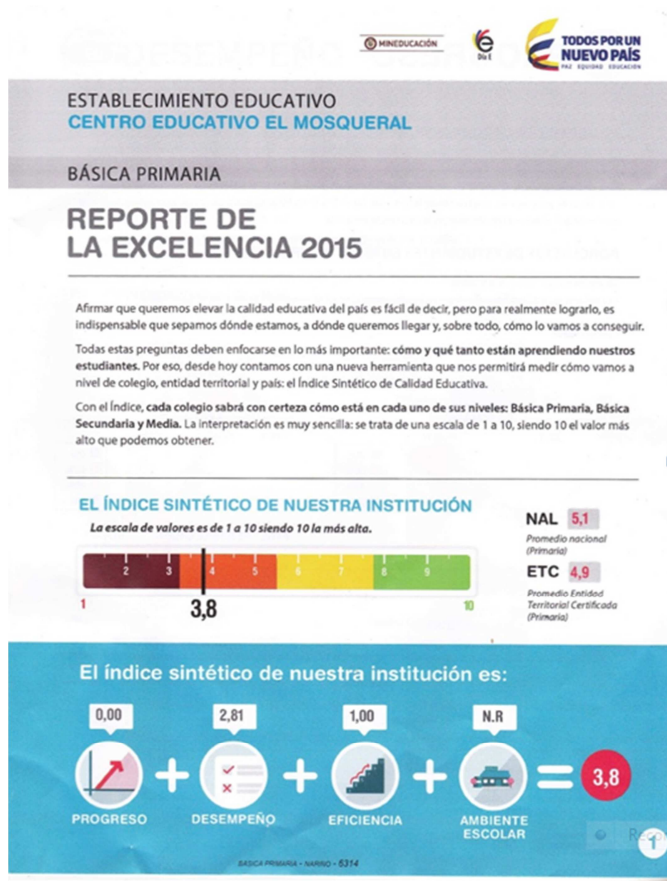 MINEDUCACIÓN
Día E
TODOS POR UN
NUEVO PAÍS
PAZ EQUIDAD EDUCACIÓN
ESTABLECIMIENTO EDUCATIVO
CENTRO EDUCATIVO EL MOSQUERAL
BÁSICA PRIMARIA
REPORTE DE
LA EXCELENCIA 2015
Afirmar que queremos elevar la calidad educativa del país es fácil de decir, pero para realmente lograrlo, es
indispensable que sepamos dónde estamos, a dónde queremos llegar y, sobre todo, cómo lo vamos a conseguir.
Todas estas preguntas deben enfocarse en lo más importante: cómo y qué tanto están aprendiendo nuestros
estudiantes. Por eso, desde hoy contamos con una nueva herramienta que nos permitirá medir cómo vamos a
nivel de colegio, entidad territorial y país: el Índice Sintético de Calidad Educativa.
Con el Índice, cada colegio sabrá con certeza cómo está en cada uno de sus niveles: Básica Primaria, Básica
Secundaria y Media. La interpretación es muy sencilla: se trata de una escala de 1 a 10, siendo 10 el valor más
alto que podemos obtener.
EL ÍNDICE SINTÉTICO DE NUESTRA INSTITUCIÓN
La escala de valores es de 1 a 10 siendo 10 la más alta.
2 3 4 5 6 7 8 9
1 3,8 10
NAL 5,1
Promedio nacional
(Primaria)
ETC 4,9
Promedio Entidad
Territorial Certificada
(Primaria)
El índice sintético de nuestra institución es:
0,00 2,81 1,00 N.R
+ + + = 3,8
PROGRESO DESEMPEÑO EFICIENCIA AMBIENTE
ESCOLAR
1
BÁSICA PRIMARIA - NARIÑO - 6314